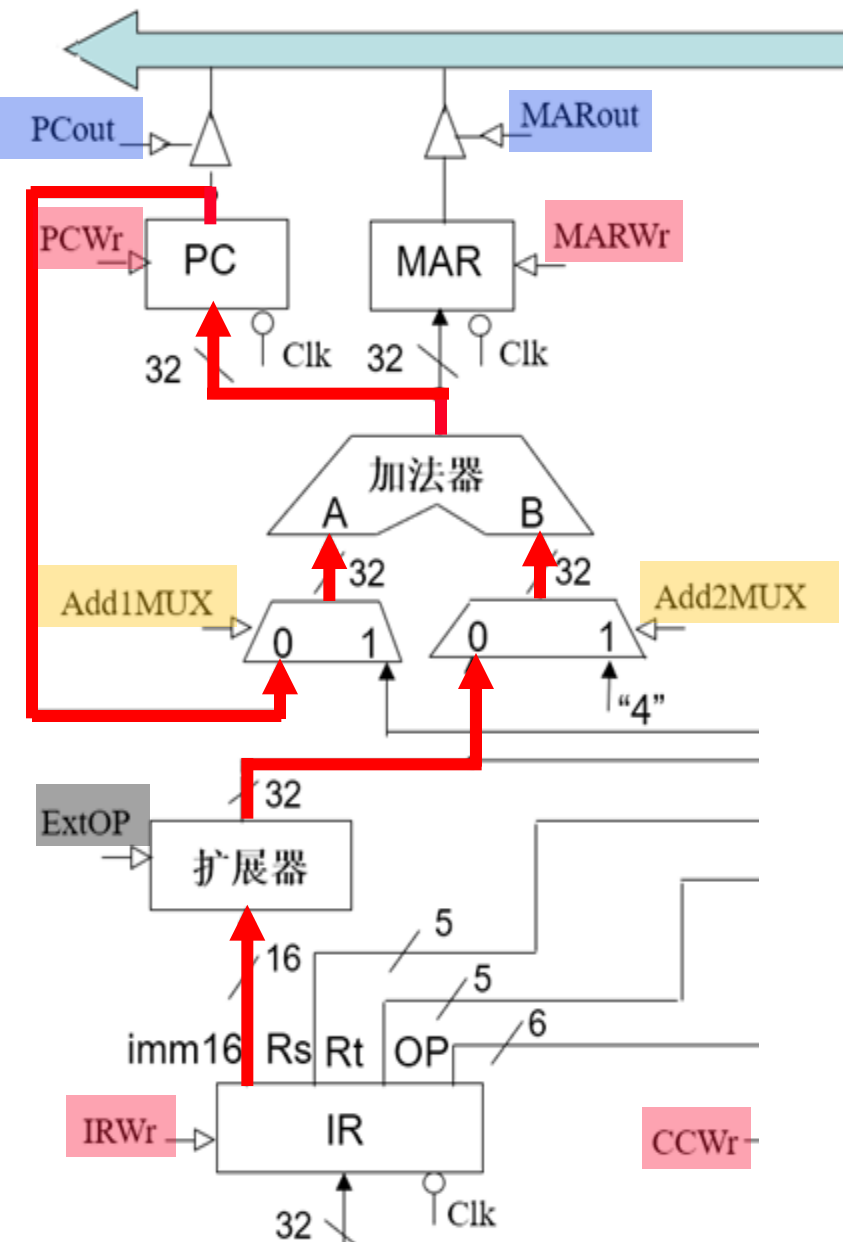 PCout
MARout
PCWr
PC
MAR
MARWr
32
Clk
32
Clk
加法器
A
B
32
32
Add1MUX
Add2MUX
0
1
0
1
“4”
32
ExtOP
扩展器
16
5
5
6
imm16
Rs
Rt
OP
IRWr
IR
CCWr
Clk
32